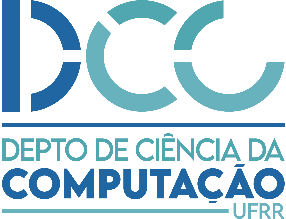 DCC
DEPTO DE CIÊNCIA DA
COMPUTAÇÃO
UFRR